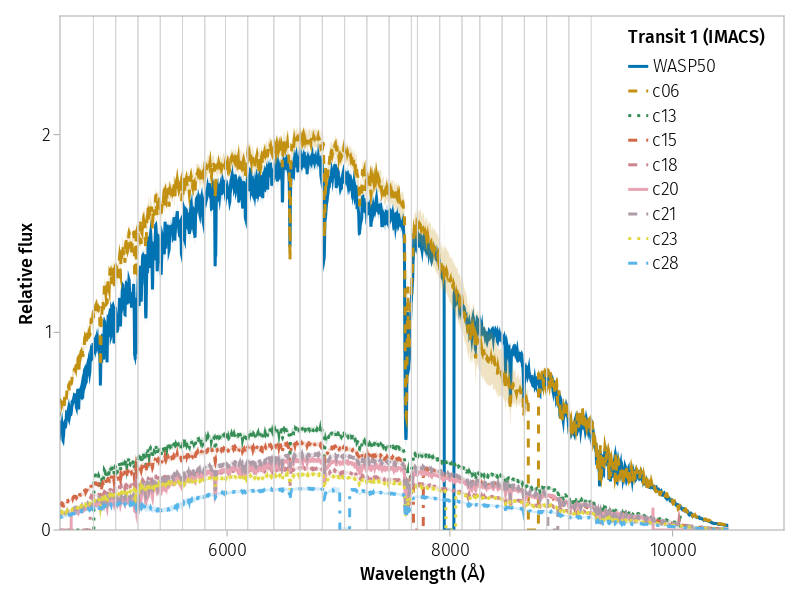 Transit 1 (IMACS)
WASP50
c06
c13
c15
c18
c20
c21
c23
c28
Relative flux
2
1
0
6000
8000
10000
Wavelength (Å)